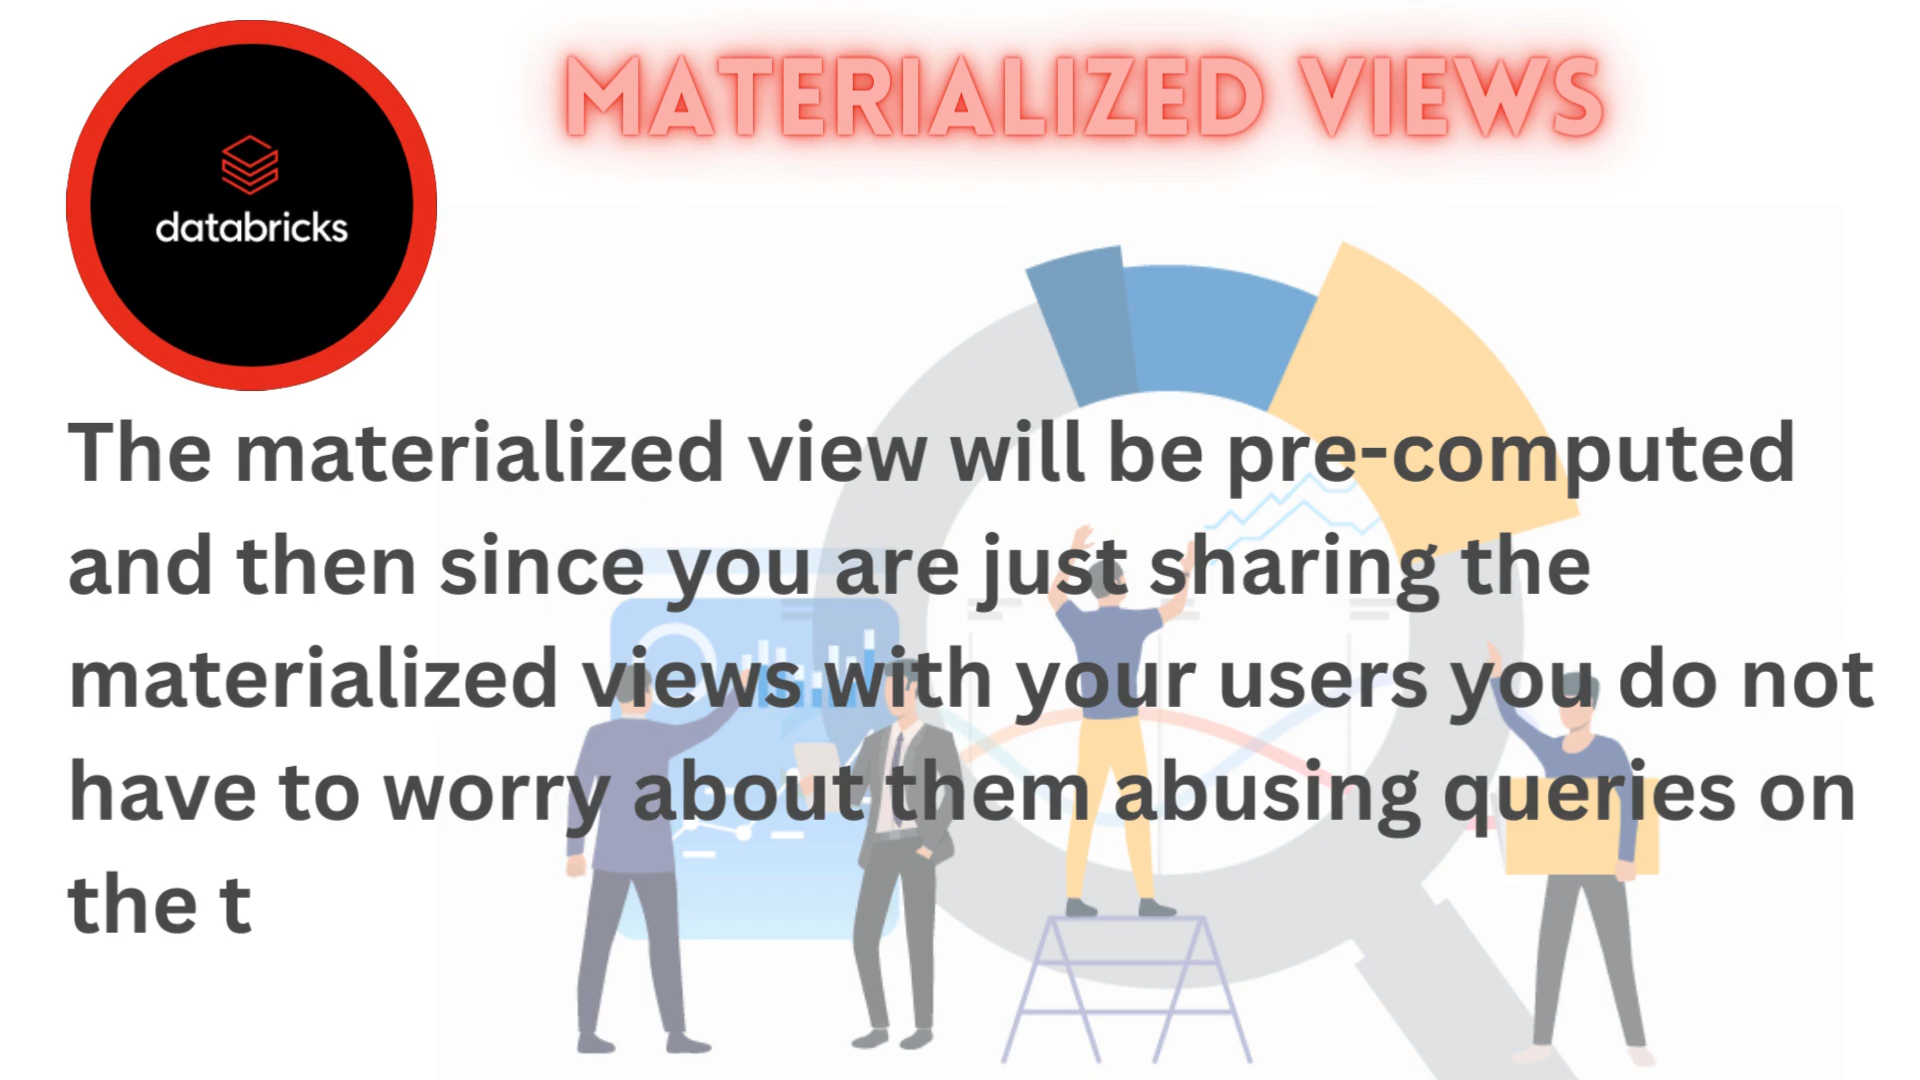 databricks
MATERIALIZED VIEWS
The materialized view will be pre-computed
and then since you are just sharing the
materialized views with your users you do not
have to worry about them abusing queries on
the t